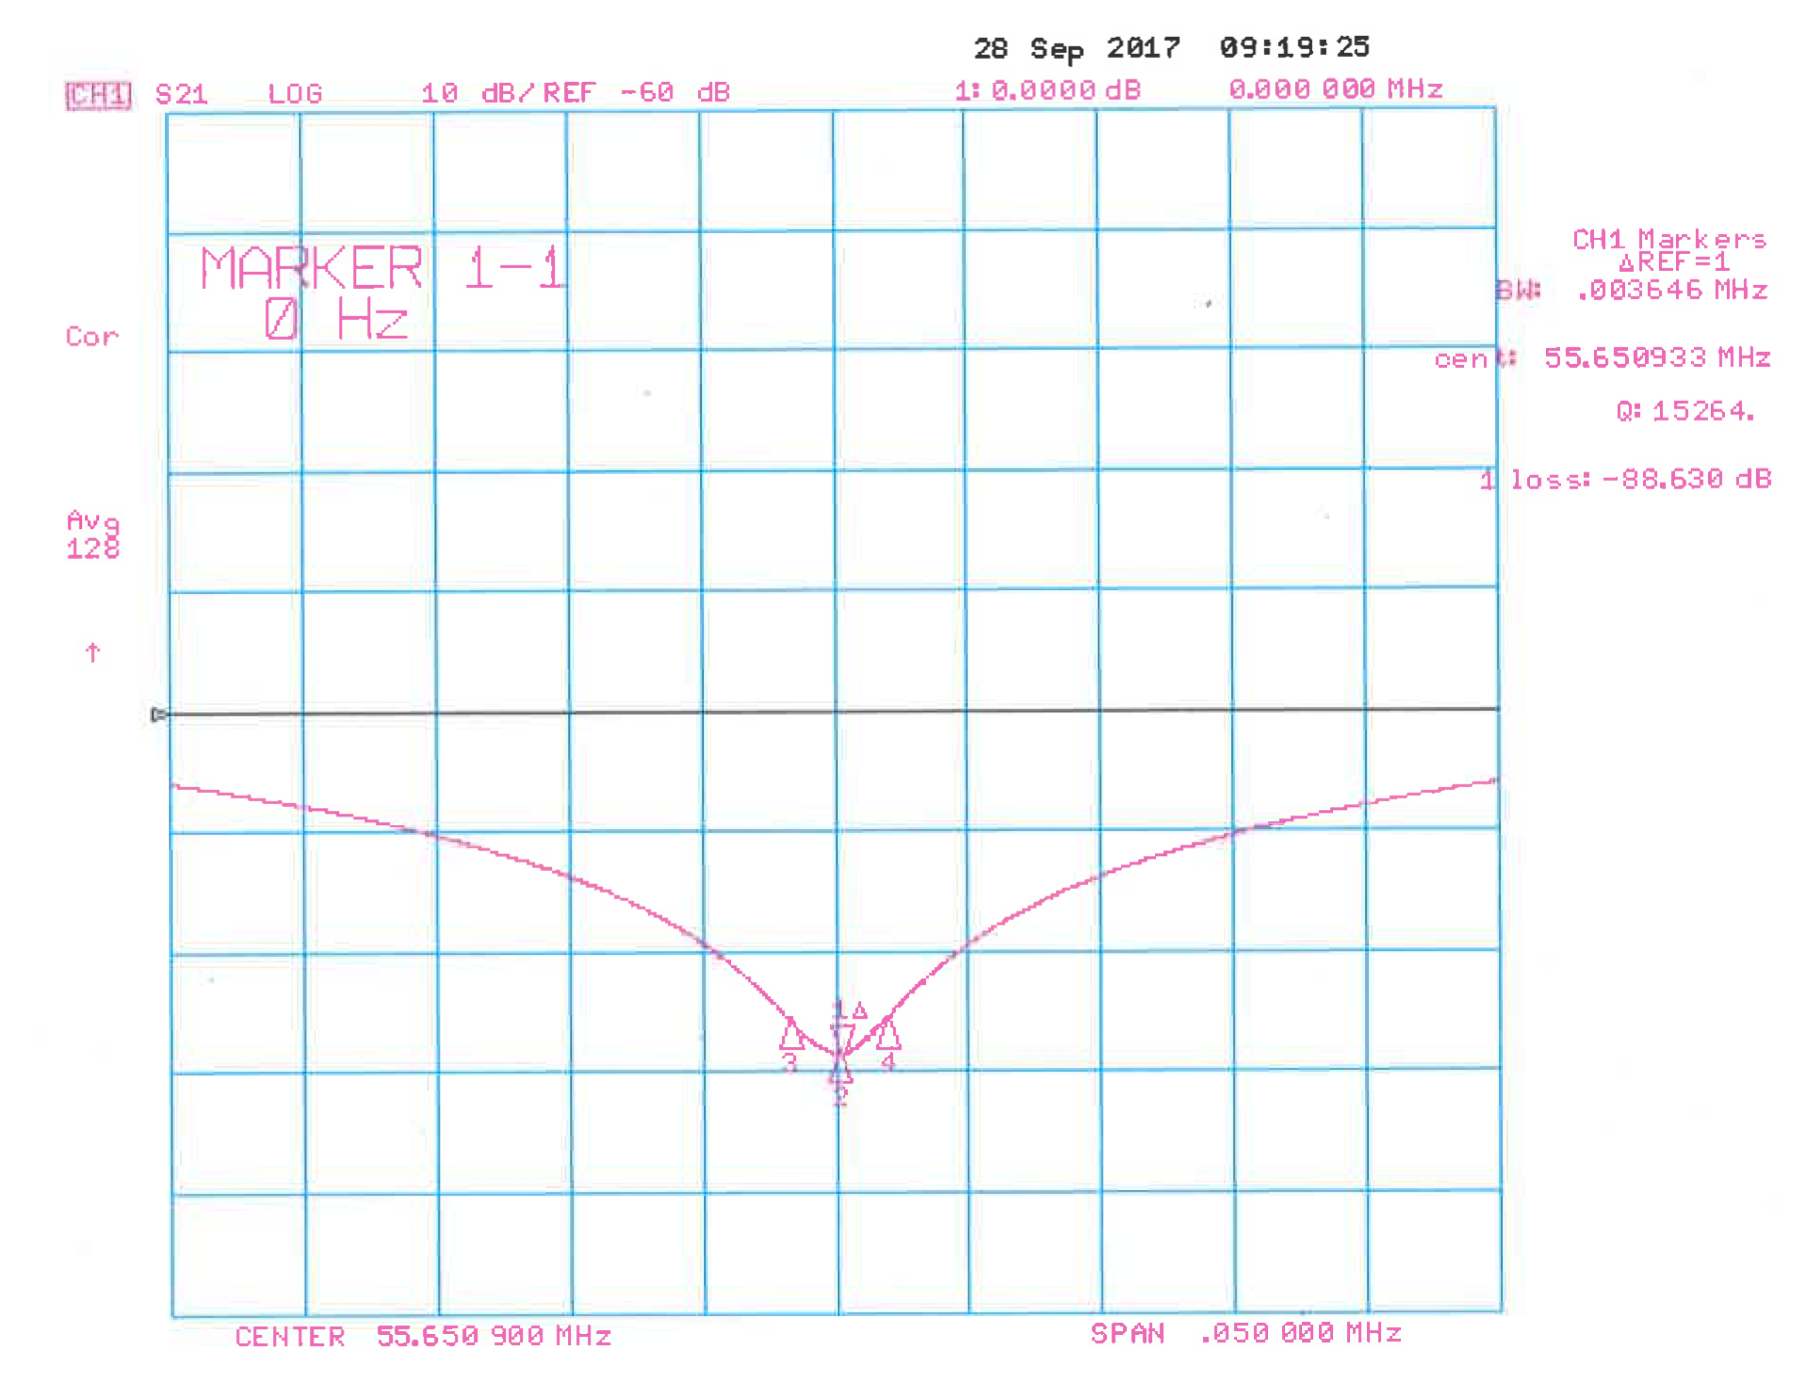 28 Sep 2017 09:19:25
CH1 S21 LOG 10 dB/REF -60 dB 1: 0.0000 dB 0.000 000 MHz
MARKER 1-1
0 Hz
CH1 Markers
ΔREF=1
BW: .003646 MHz
Cor
cent: 55.650933 MHz
Q: 15264.
1 loss: -88.630 dB
Avg
128
↑
1 Δ
3 4
2
CENTER 55.650 900 MHz SPAN .050 000 MHz